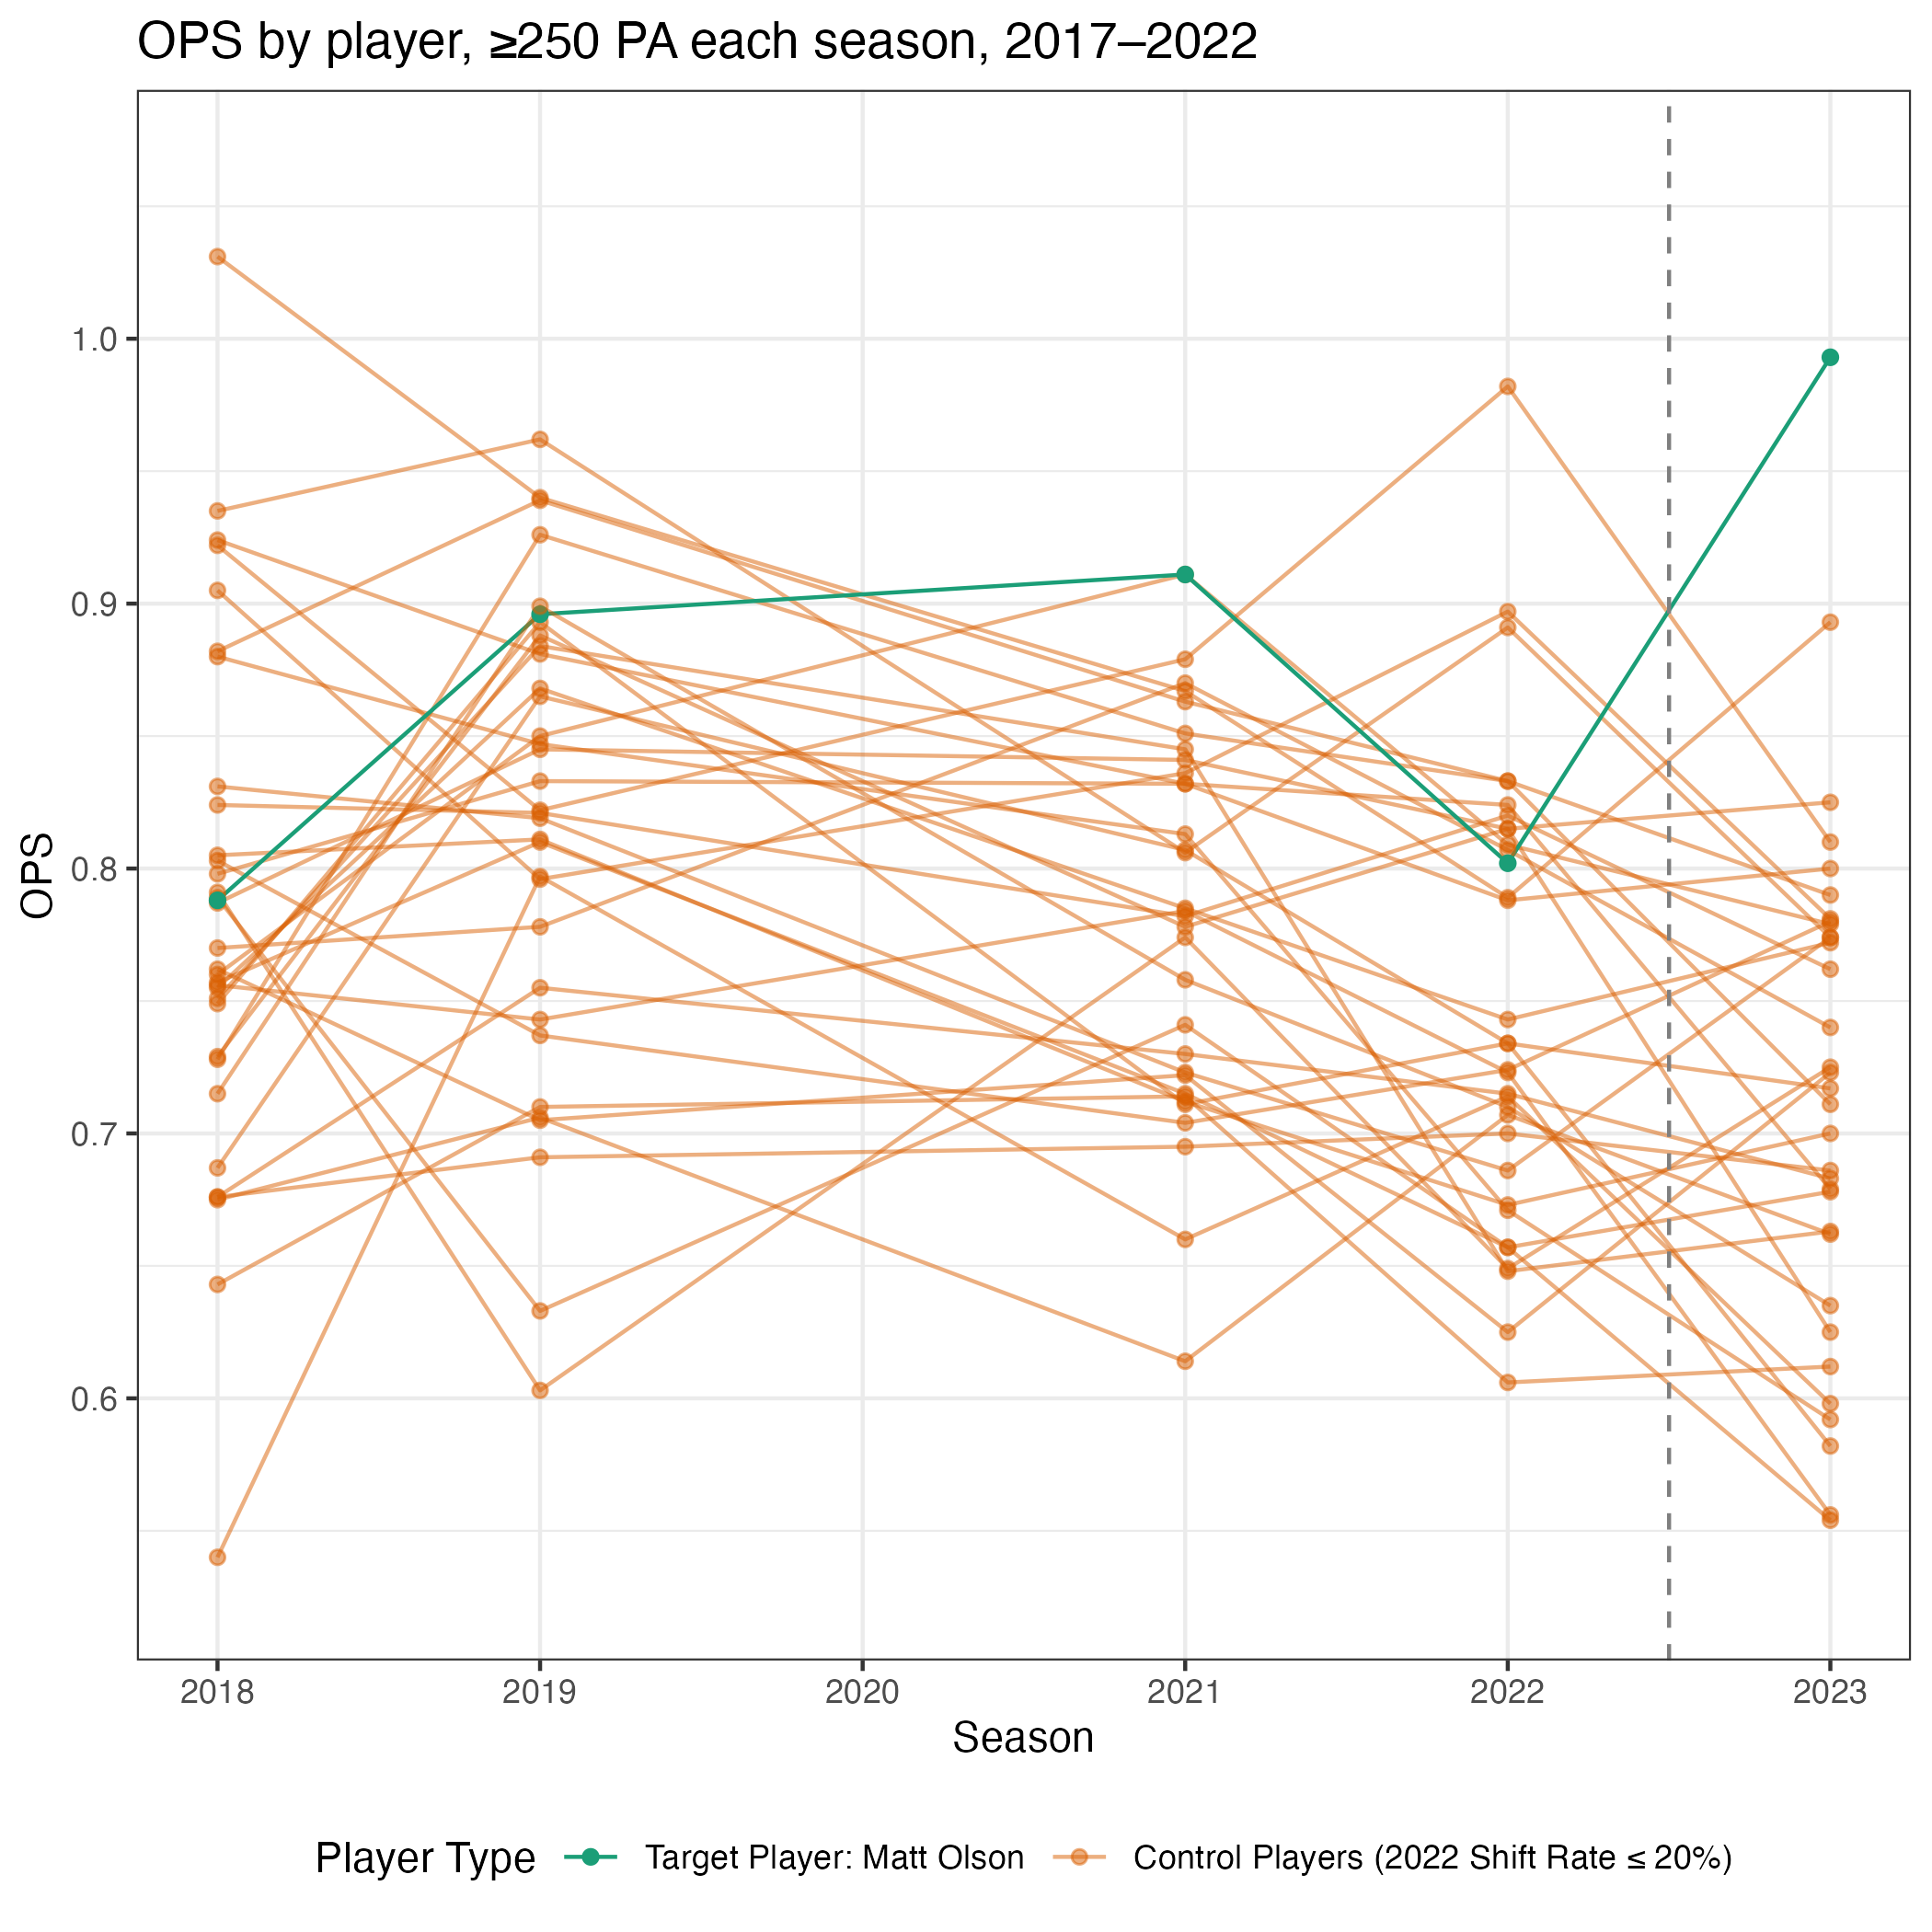 OPS by player, ≥250 PA each season, 2017–2022
OPS
1.0
0.9
0.8
0.7
0.6
2018 2019 2020 2021 2022 2023
Season
Player Type Target Player: Matt Olson Control Players (2022 Shift Rate ≤ 20%)